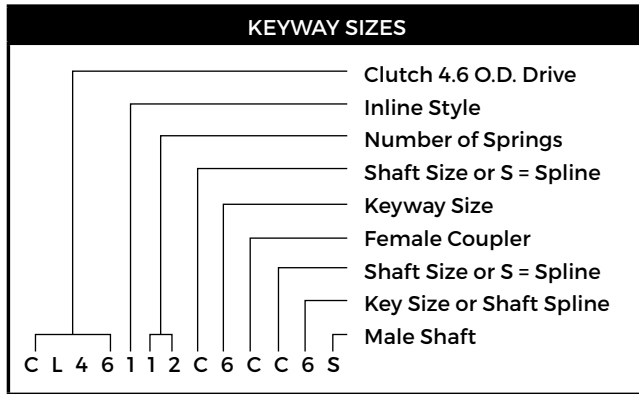 KEYWAY SIZES
Clutch 4.6 O.D. Drive
Inline Style
Number of Springs
Shaft Size or S = Spline
Keyway Size
Female Coupler
Shaft Size or S = Spline
Key Size or Shaft Spline
Male Shaft
C L 4 6 1 1 2 C 6 C C 6 S